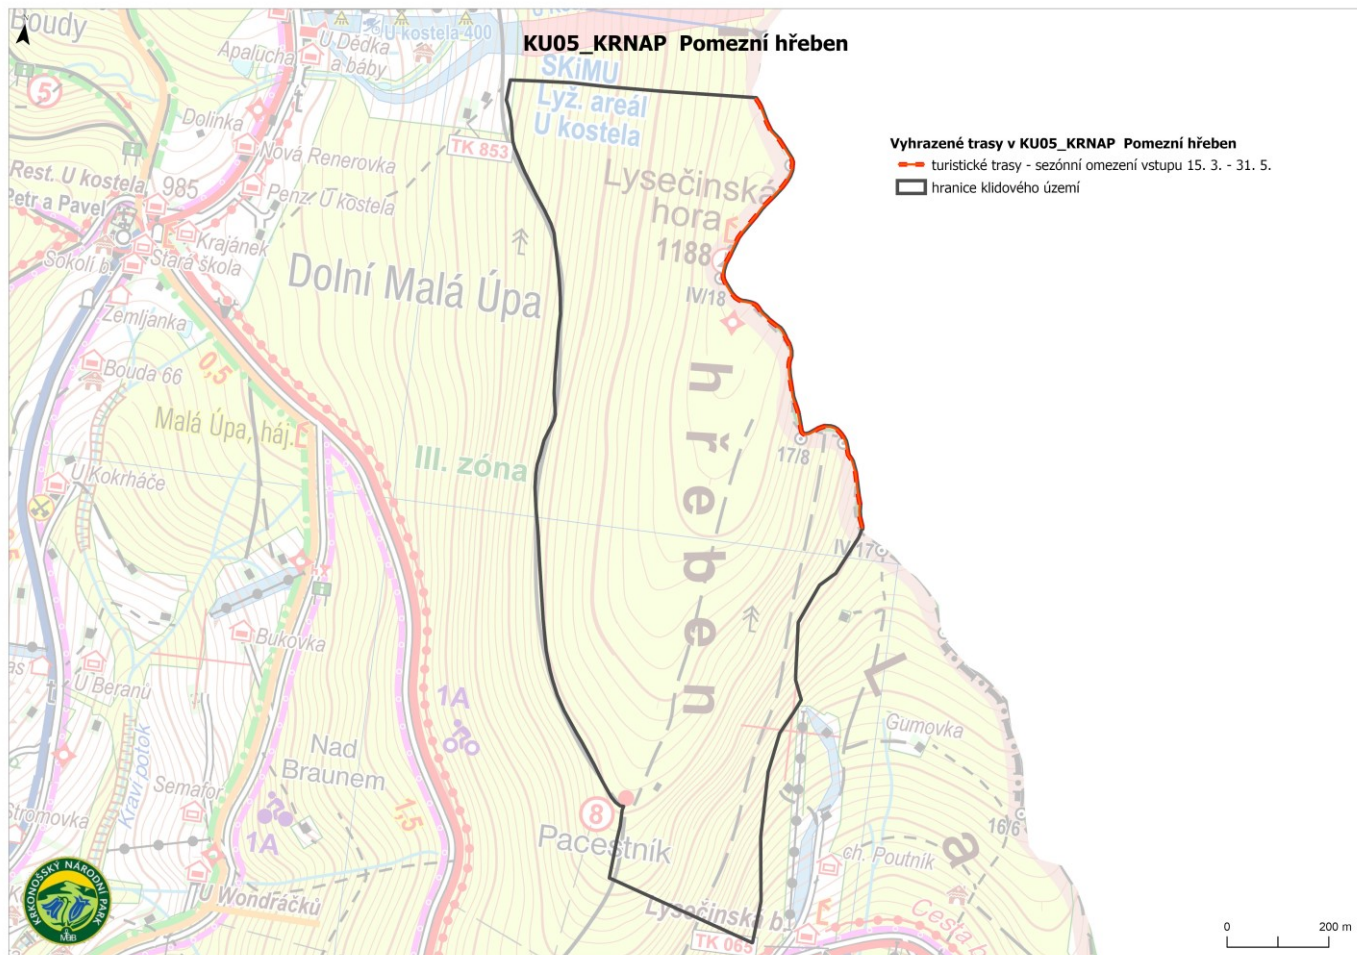 Boudy
U kostela 400
U Dědka
a báby
Apalucha
KU05_KRNAP  Pomezní hřeben
SKiMU
Lyž. areál
U kostela
5
Dolinka
TK 853
Nová Renerovka
Rest. U kostela
985
Petr a Pavel
Penz. U kostela
Krajánek
Sokolí b.
Stará škola
Zemljánka
Dolní Malá Úpa
Lysečinská
hora
1188
IV/18
Vyhrazené trasy v KU05_KRNAP  Pomezní hřeben
turistické trasy - sezónní omezení vstupu 15. 3. - 31. 5.
hranice klidového území
Bouda 66
0,5
Malá Úpa, háj.
U Kokrháče
III. zóna
hřeben
17/8
IV/17
Bukovka
U Beranů
1A
L
Gumovka
Nad
Braunem
Kraví potok
Semafor
Stromovka
1,5
1A
8
Pacestník
16/6
a
ch. Poutník
U Wondráčků
Lysečinská b.
TK 065
Cesta b
KRKONOŠSKÝ NÁRODNÍ PARK
MaB
0
200 m